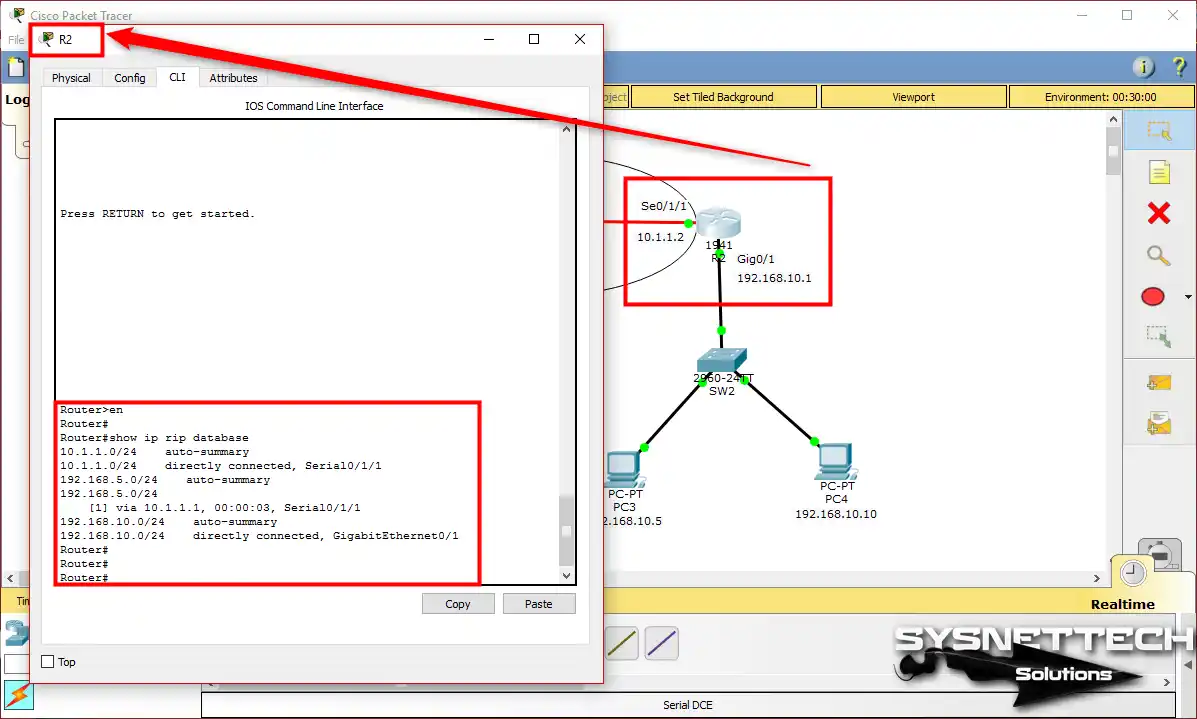 Cisco Packet Tracer
File
R2
Physical
Config
CLI
Attributes
IOS Command Line Interface
Press RETURN to get started.
Router>en
Router#
Router#show ip rip database
10.1.1.0/24    auto-summary
10.1.1.0/24    directly connected, Serial0/1/1
192.168.5.0/24    auto-summary
192.168.5.0/24
[1] via 10.1.1.1, 00:00:03, Serial0/1/1
192.168.10.0/24    auto-summary
192.168.10.0/24    directly connected, GigabitEthernet0/1
Router#
Router#
Router#
Copy
Paste
Top
Log
Set Tiled Background
Viewport
Environment: 00:30:00
Se0/1/1
10.1.1.2
1941
R2
Gig0/1
192.168.10.1
2960-24TT
SW2
PC-PT
PC3
2.168.10.5
PC-PT
PC4
192.168.10.10
Realtime
SYSNETTECH
Solutions
Serial DCE